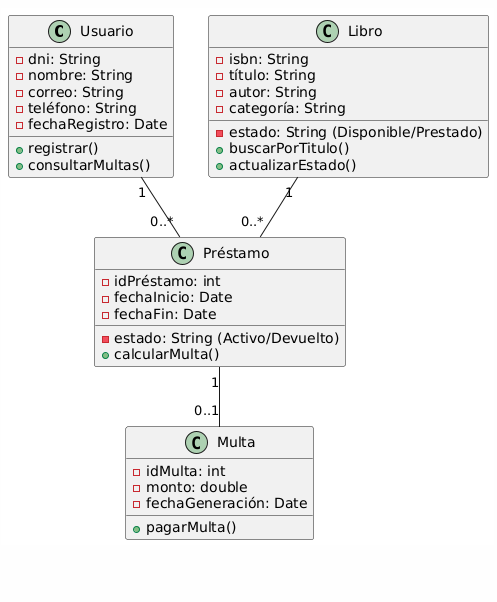 C Usuario
- dni: String
- nombre: String
- correo: String
- teléfono: String
- fechaRegistro: Date
registrar()
consultarMultas()
C Libro
isbn: String
título: String
autor: String
categoría: String
estado: String (Disponible/Prestado)
buscarPorTitulo()
actualizarEstado()
1
0..*
1
0..*
C Préstamo
idPréstamo: int
fechaInicio: Date
fechaFin: Date
estado: String (Activo/Devuelto)
calcularMulta()
1
0..1
C Multa
idMulta: int
monto: double
fechaGeneración: Date
pagarMulta()